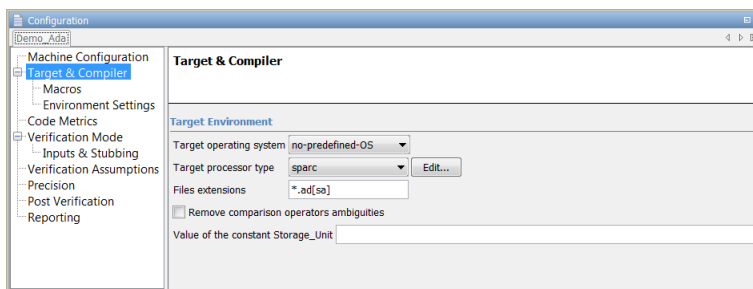 Configuration
Demo_Ada
Machine Configuration
Target & Compiler
Macros
Environment Settings
Code Metrics
Verification Mode
Inputs & Stubbing
Verification Assumptions
Precision
Post Verification
Reporting
Target & Compiler
Target Environment
Target operating system no-predefined-OS
Target processor type sparc Edit...
Files extensions *.ad[sa]
Remove comparison operators ambiguities
Value of the constant Storage_Unit